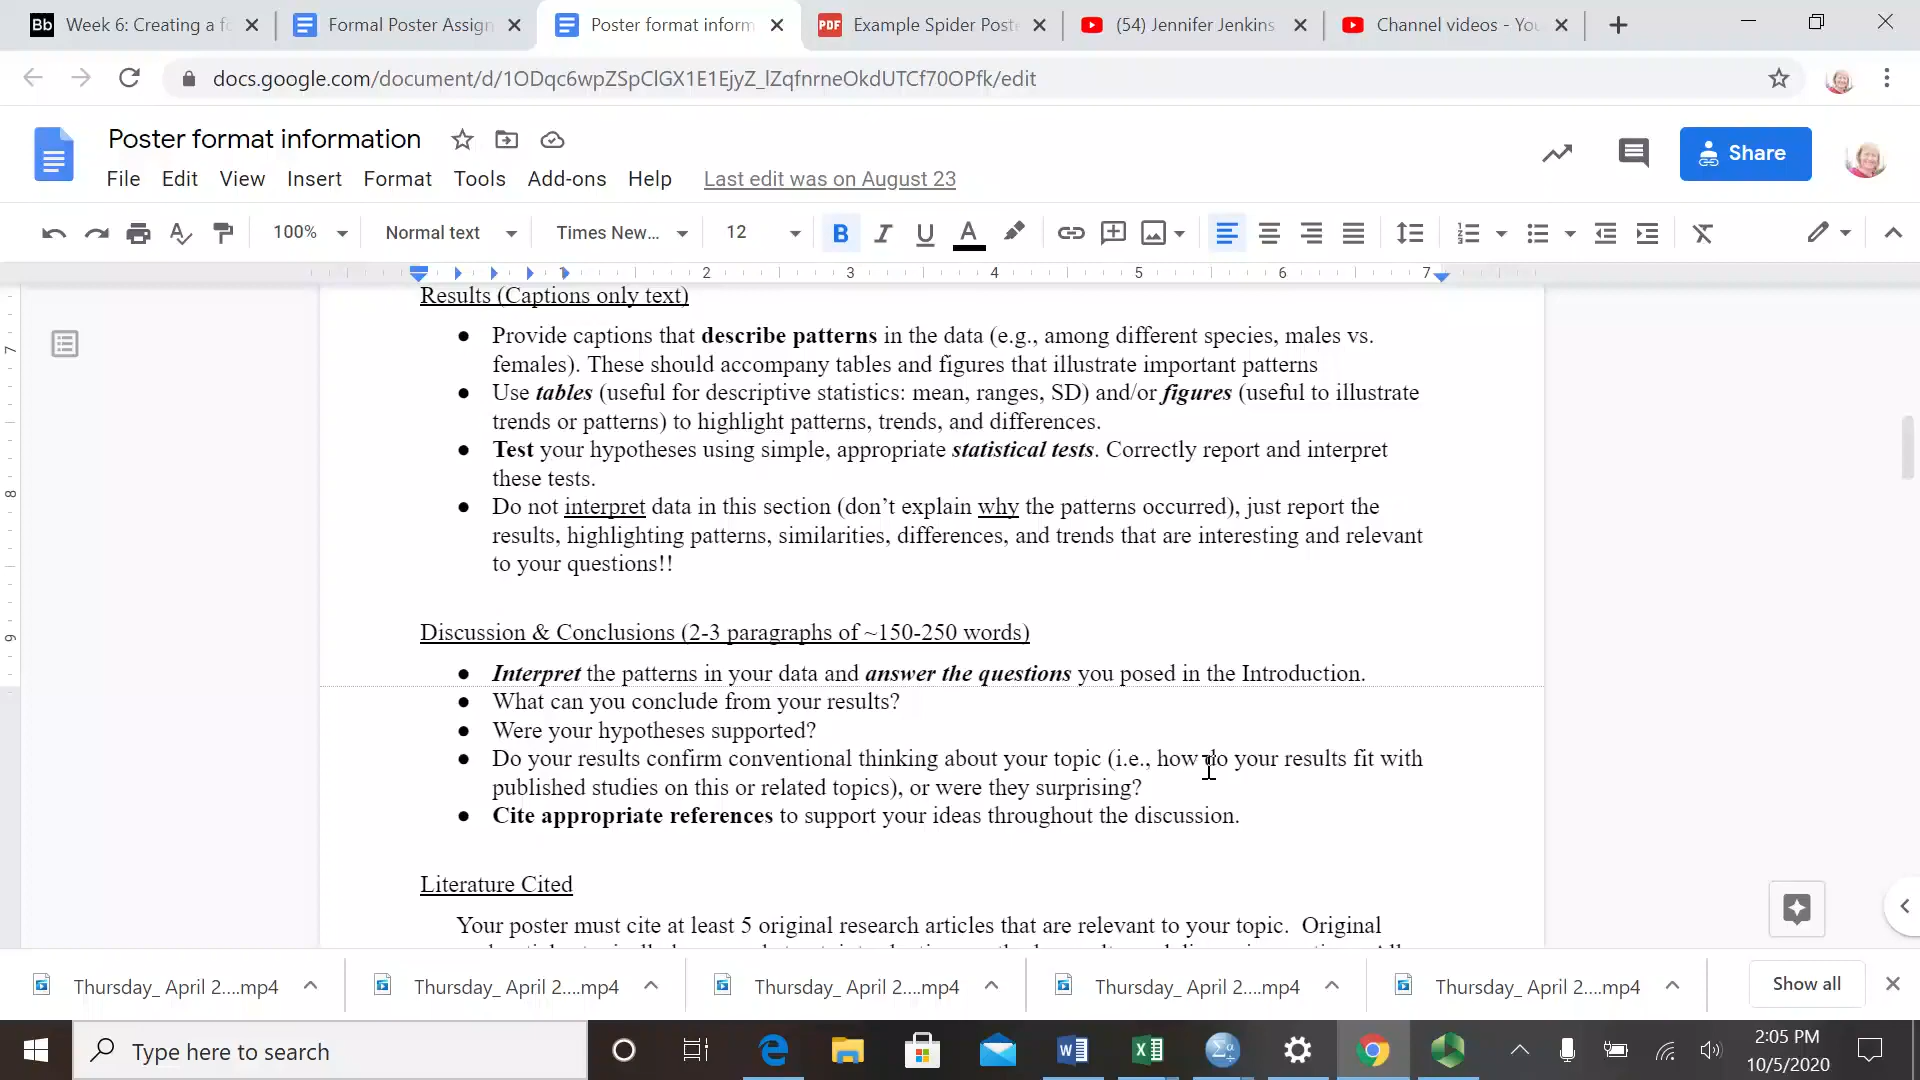 Bb Week 6: Creating a fo
Formal Poster Assign
Poster format inform
PDF Example Spider Poste
(54) Jennifer Jenkins
Channel videos - You
docs.google.com/document/d/1ODqc6wpZSpClGX1E1EjyZ_lZqfnrneOkdUTCf70OPfk/edit
Poster format information
File Edit View Insert Format Tools Add-ons Help Last edit was on August 23
Share
100% Normal text Times New... 12 B I U A
1 2 3 4 5 6 7
7
8
9
Results (Captions only text)
● Provide captions that describe patterns in the data (e.g., among different species, males vs.
females). These should accompany tables and figures that illustrate important patterns
● Use tables (useful for descriptive statistics: mean, ranges, SD) and/or figures (useful to illustrate
trends or patterns) to highlight patterns, trends, and differences.
● Test your hypotheses using simple, appropriate statistical tests. Correctly report and interpret
these tests.
● Do not interpret data in this section (don’t explain why the patterns occurred), just report the
results, highlighting patterns, similarities, differences, and trends that are interesting and relevant
to your questions!!
Discussion & Conclusions (2-3 paragraphs of ~150-250 words)
● Interpret the patterns in your data and answer the questions you posed in the Introduction.
● What can you conclude from your results?
● Were your hypotheses supported?
● Do your results confirm conventional thinking about your topic (i.e., how do your results fit with
published studies on this or related topics), or were they surprising?
● Cite appropriate references to support your ideas throughout the discussion.
Literature Cited
Your poster must cite at least 5 original research articles that are relevant to your topic. Original
Thursday_ April 2....mp4
Thursday_ April 2....mp4
Thursday_ April 2....mp4
Thursday_ April 2....mp4
Thursday_ April 2....mp4
Show all
Type here to search
2:05 PM
10/5/2020